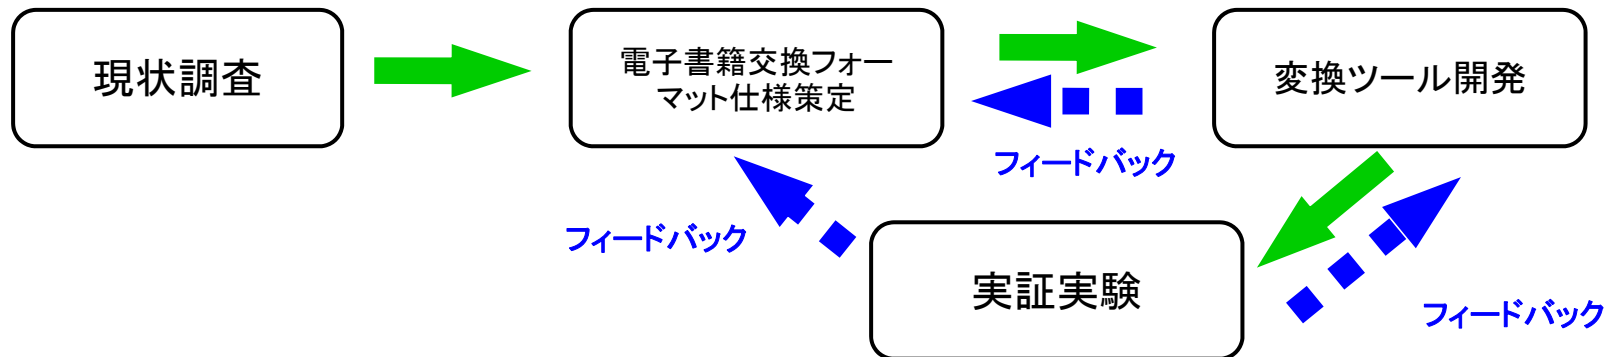 現状調査
電子書籍交換フォー
マット仕様策定
変換ツール開発
フィードバック
フィードバック
実証実験
フィードバック